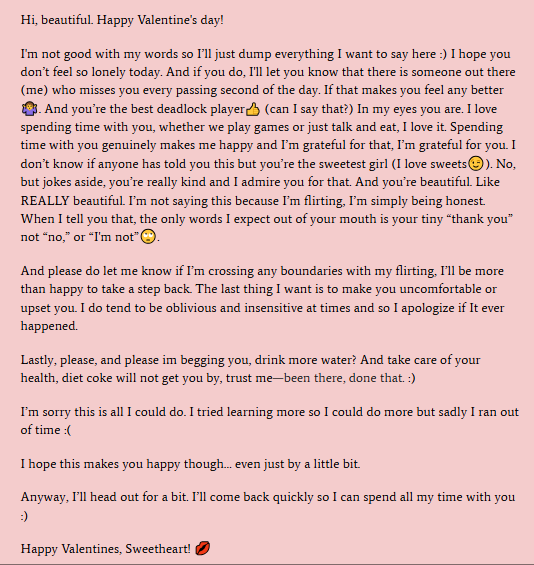 Hi, beautiful. Happy Valentine's day!
I'm not good with my words so I'll just dump everything I want to say here :) I hope you
don't feel so lonely today. And if you do, I'll let you know that there is someone out there
(me) who misses you every passing second of the day. If that makes you feel any better
🤷‍♀️. And you're the best deadlock player👍 (can I say that?) In my eyes you are. I love
spending time with you, whether we play games or just talk and eat, I love it. Spending
time with you genuinely makes me happy and I'm grateful for that, I'm grateful for you. I
don't know if anyone has told you this but you're the sweetest girl (I love sweets😉). No,
but jokes aside, you're really kind and I admire you for that. And you're beautiful. Like
REALLY beautiful. I'm not saying this because I'm flirting, I'm simply being honest.
When I tell you that, the only words I expect out of your mouth is your tiny “thank you”
not “no,” or “I'm not”🙄.
And please do let me know if I'm crossing any boundaries with my flirting, I'll be more
than happy to take a step back. The last thing I want is to make you uncomfortable or
upset you. I do tend to be oblivious and insensitive at times and so I apologize if It ever
happened.
Lastly, please, and please im begging you, drink more water? And take care of your
health, diet coke will not get you by, trust me—been there, done that. :)
I'm sorry this is all I could do. I tried learning more so I could do more but sadly I ran out
of time :(
I hope this makes you happy though... even just by a little bit.
Anyway, I'll head out for a bit. I'll come back quickly so I can spend all my time with you
:)
Happy Valentines, Sweetheart! 💋